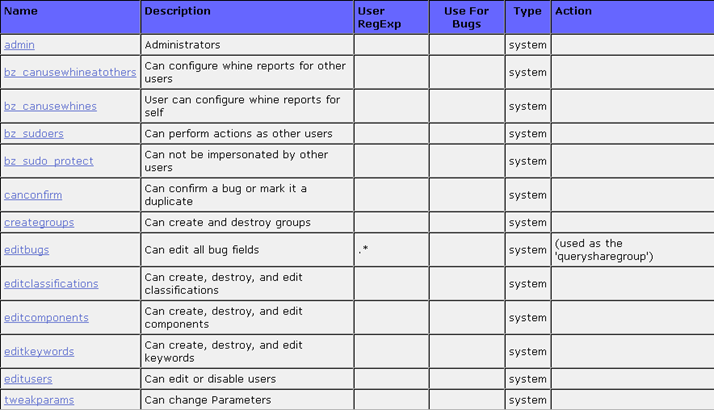 Name Description User RegExp Use For Bugs Type Action
admin Administrators system
bz_canusewhineatothers Can configure whine reports for other users system
bz_canusewhines User can configure whine reports for self system
bz_sudoers Can perform actions as other users system
bz_sudo_protect Can not be impersonated by other users system
canconfirm Can confirm a bug or mark it a duplicate system
creategroups Can create and destroy groups system
editbugs Can edit all bug fields .* system (used as the 'querysharegroup')
editclassifications Can create, destroy, and edit classifications system
editcomponents Can create, destroy, and edit components system
editkeywords Can create, destroy, and edit keywords system
editusers Can edit or disable users system
tweakparams Can change Parameters system